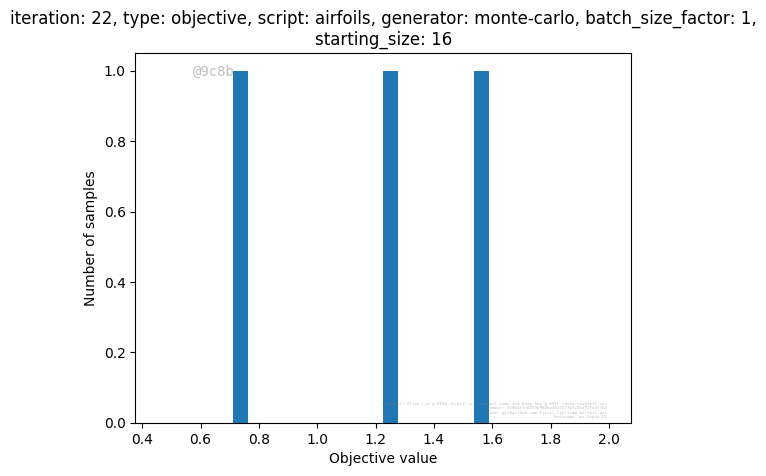 iteration: 22, type: objective, script: airfoils, generator: monte-carlo, batch_size_factor: 1,
starting_size: 16
@9c8b
1.0
0.8
0.6
0.4
0.2
0.0
Number of samples
0.4 0.6 0.8 1.0 1.2 1.4 1.6 1.8 2.0
Objective value